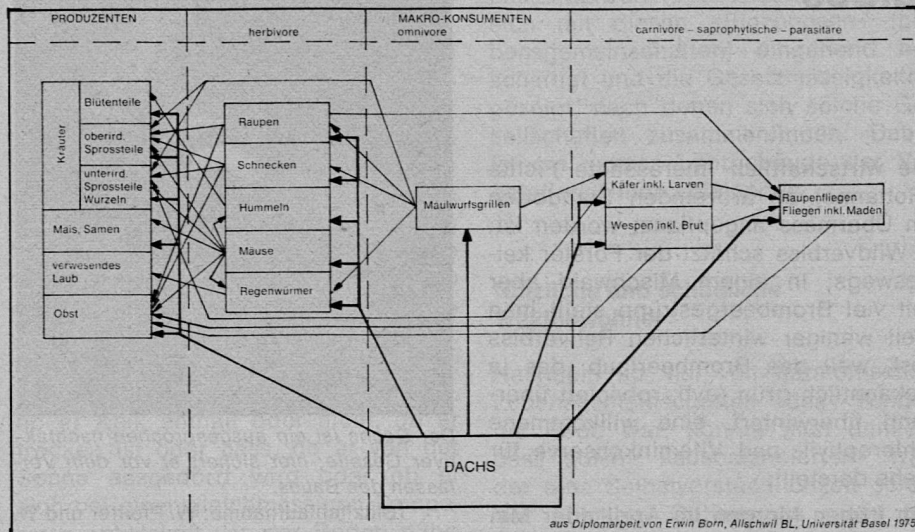 PRODUZENTEN
MAKRO-KONSUMENTEN
herbivore
omnivore
carnivore – saprophytische – parasitäre
Kräuter
Blütenteile
oberird.
Sprossteile
unterird.
Sprossteile
Wurzeln
Mais, Samen
verwesendes
Laub
Obst
Raupen
Schnecken
Hummeln
Mäuse
Regenwürmer
Maulwurfsgrillen
Käfer inkl. Larven
Wespen inkl. Brut
Raupenfliegen
Fliegen inkl. Maden
DACHS
aus Diplomarbeit von Erwin Born, Allschwil BL, Universität Basel 1975